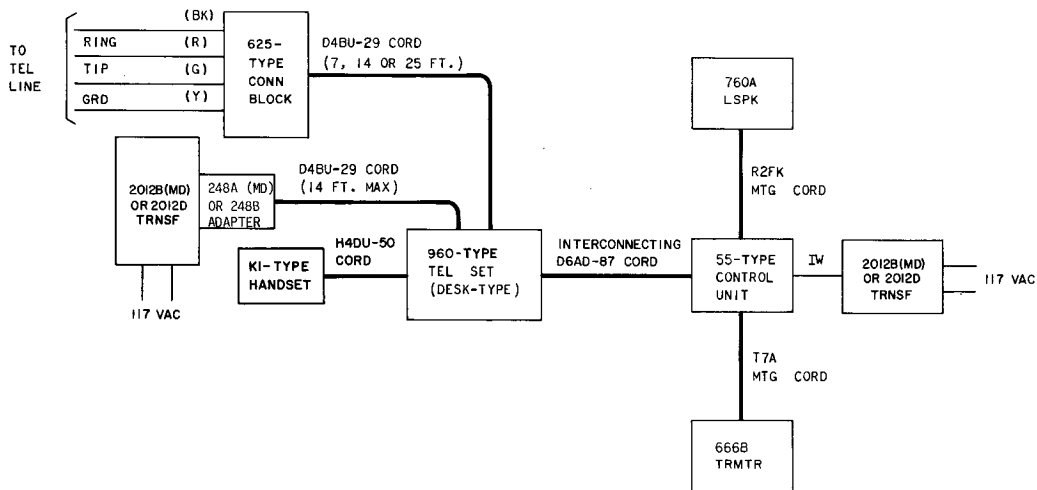 TO
TEL
LINE
(BK)
RING (R)
TIP (G)
GRD (Y)
625-
TYPE
CONN
BLOCK
D4BU-29 CORD
(7, 14 OR 25 FT.)
2012B(MD)
OR 2012D
TRNSF
248A (MD)
OR 248B
ADAPTER
D4BU-29 CORD
(14 FT. MAX)
117 VAC
K1-TYPE
HANDSET
H4DU-50
CORD
960-TYPE
TEL SET
(DESK-TYPE)
INTERCONNECTING
D6AD-87 CORD
760A
LSPK
R2FK
MTG CORD
55-TYPE
CONTROL
UNIT
IW
2012B(MD)
OR 2012D
TRNSF
117 VAC
T7A
MTG CORD
666B
TRMTR